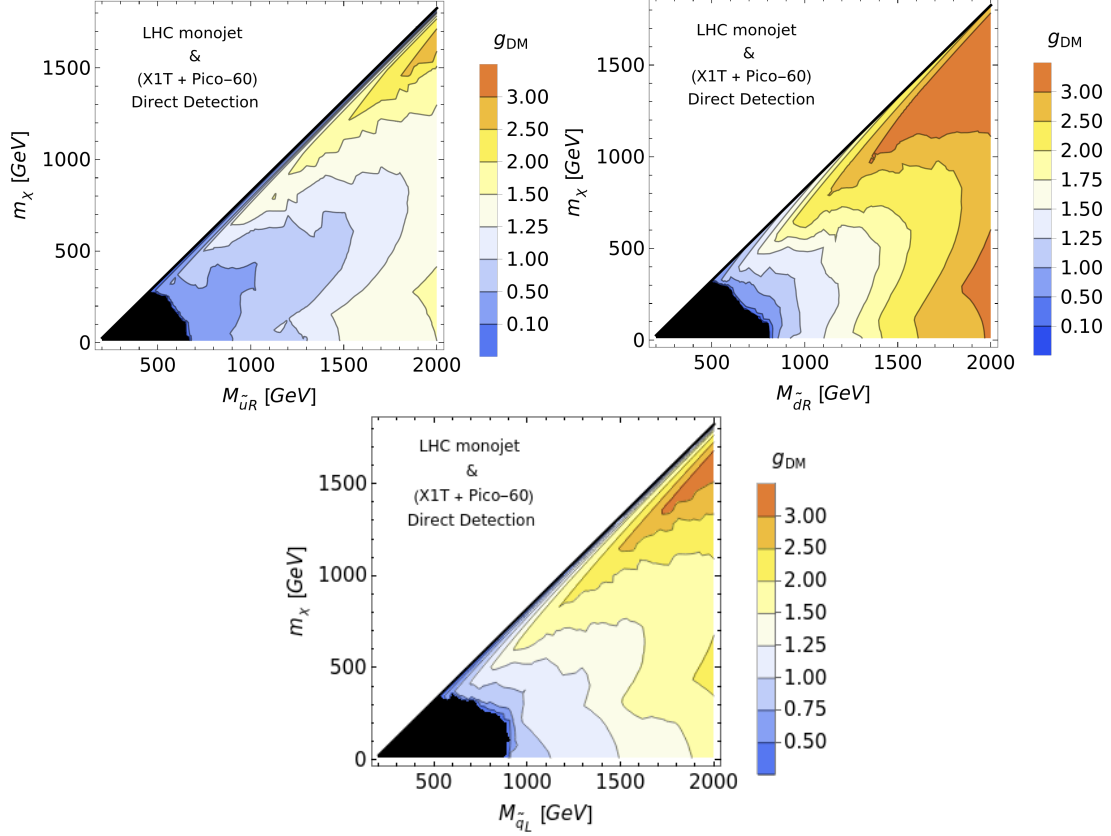 LHC monojet
&
(X1T + Pico–60)
Direct Detection
g_DM
3.00
2.50
2.00
1.50
1.25
1.00
0.50
0.10
1500
1000
500
0
m_χ [GeV]
500 1000 1500 2000
M_ũR [GeV]
LHC monojet
&
(X1T + Pico–60)
Direct Detection
g_DM
3.00
2.50
2.00
1.75
1.50
1.25
1.00
0.50
0.10
1500
1000
500
0
m_χ [GeV]
500 1000 1500 2000
M_d̃R [GeV]
LHC monojet
&
(X1T + Pico–60)
Direct Detection
g_DM
3.00
2.50
2.00
1.50
1.25
1.00
0.75
0.50
1500
1000
500
0
m_χ [GeV]
500 1000 1500 2000
M_q̃_L [GeV]